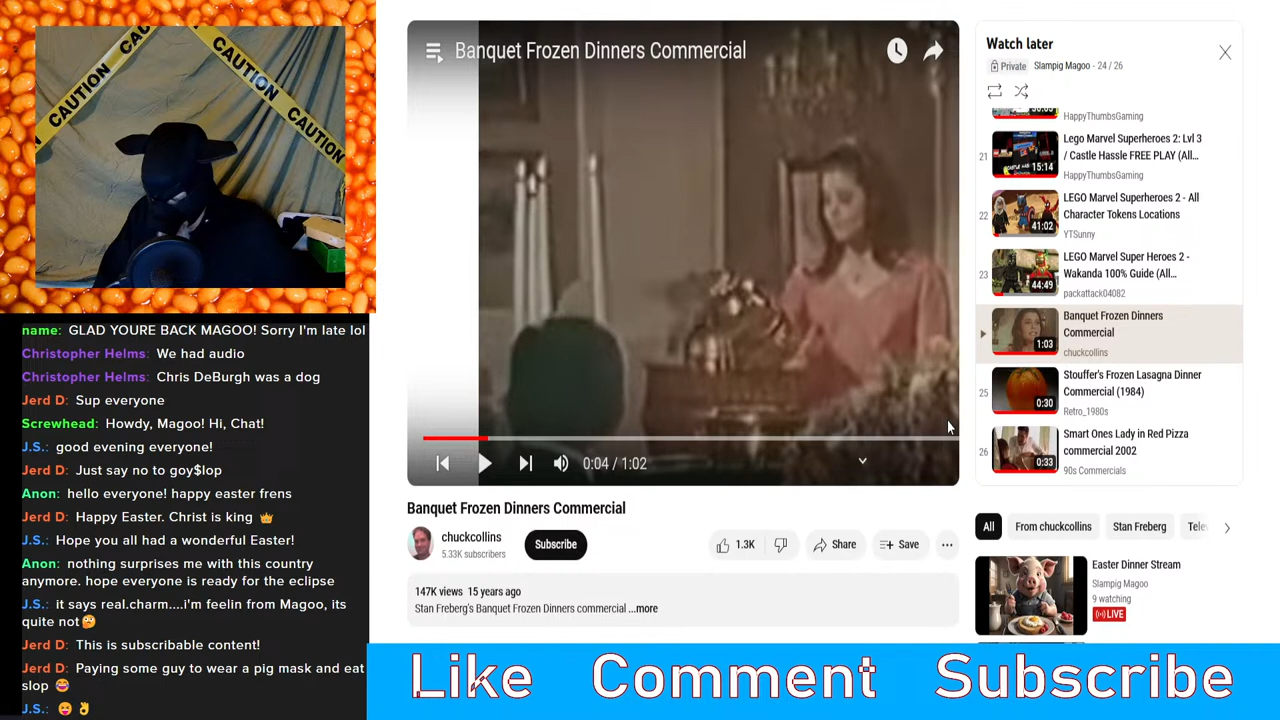 CAUTION
CAUTION
CAUTION
CAUTION
name: GLAD YOURE BACK MAGOO! Sorry I'm late lol
Christopher Helms: We had audio
Christopher Helms: Chris DeBurgh was a dog
Jerd D: Sup everyone
Screwhead: Howdy, Magoo! Hi, Chat!
J.S.: good evening everyone!
Jerd D: Just say no to goy$lop
Anon: hello everyone! happy easter frens
Jerd D: Happy Easter. Christ is king 👑
J.S.: Hope you all had a wonderful Easter!
Anon: nothing surprises me with this country
anymore. hope everyone is ready for the eclipse
J.S.: it says real.charm....i'm feelin from Magoo, its
quite not🤔
Jerd D: This is subscribable content!
Jerd D: Paying some guy to wear a pig mask and eat
slop 😂
J.S.: 😜 👌
Banquet Frozen Dinners Commercial
0:04 / 1:02
Banquet Frozen Dinners Commercial
chuckcollins
5.33K subscribers
Subscribe
1.3K
Share
Save
147K views 15 years ago
Stan Freberg's Banquet Frozen Dinners commercial ...more
Watch later
Private Slampig Magoo - 24 / 26
HappyThumbsGaming
21
15:14
Lego Marvel Superheroes 2: Lvl 3
/ Castle Hassle FREE PLAY (All...
HappyThumbsGaming
22
41:02
LEGO Marvel Superheroes 2 - All
Character Tokens Locations
YTSunny
23
44:49
LEGO Marvel Super Heroes 2 -
Wakanda 100% Guide (All...
packattack04082
1:03
Banquet Frozen Dinners
Commercial
chuckcollins
25
0:30
Stouffer's Frozen Lasagna Dinner
Commercial (1984)
Retro_1980s
26
0:33
Smart Ones Lady in Red Pizza
commercial 2002
90s Commercials
All
From chuckcollins
Stan Freberg
Tele
Easter Dinner Stream
Slampig Magoo
9 watching
LIVE
Like Comment Subscribe